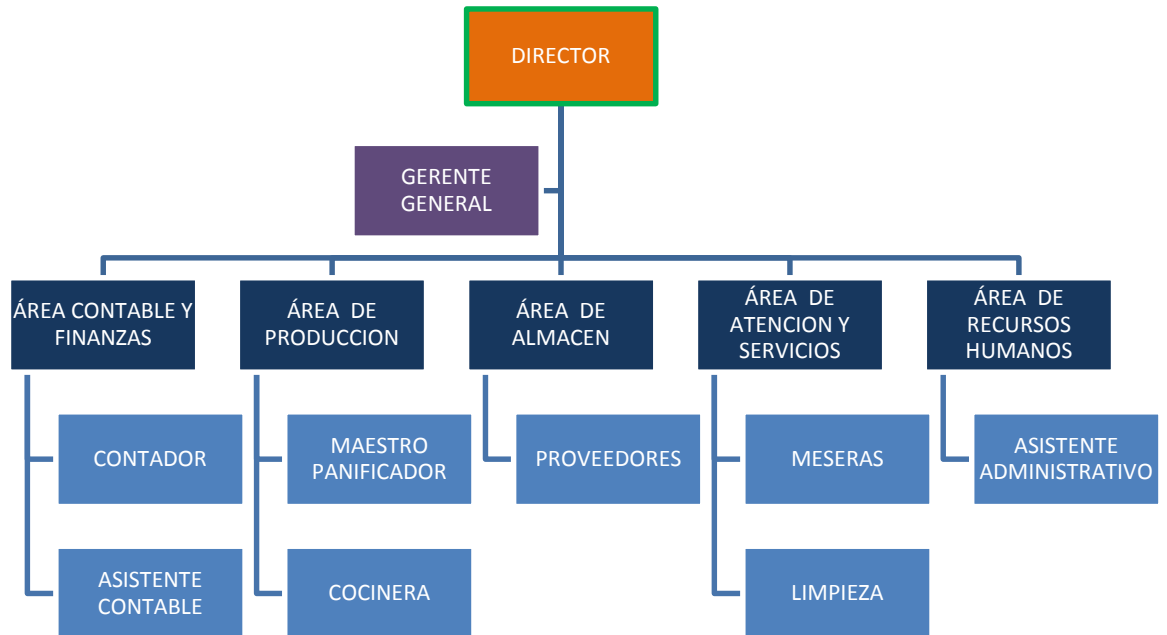 DIRECTOR
GERENTE
GENERAL
ÁREA CONTABLE Y
FINANZAS
ÁREA DE
PRODUCCION
ÁREA DE
ALMACEN
ÁREA DE
ATENCION Y
SERVICIOS
ÁREA DE
RECURSOS
HUMANOS
CONTADOR
MAESTRO
PANIFICADOR
PROVEEDORES
MESERAS
ASISTENTE
ADMINISTRATIVO
ASISTENTE
CONTABLE
COCINERA
LIMPIEZA